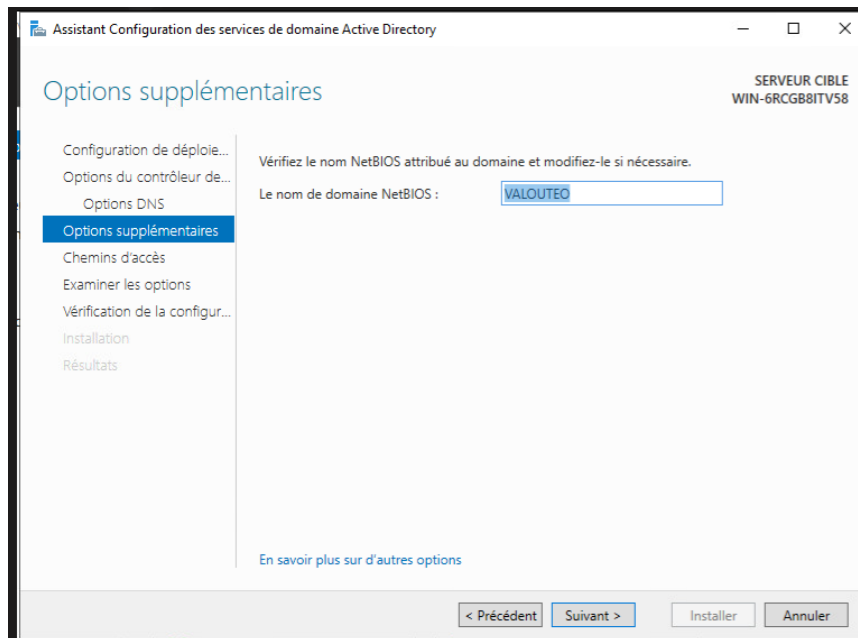 Assistant Configuration des services de domaine Active Directory
Options supplémentaires
SERVEUR CIBLE
WIN-6RCGB8ITV58
Configuration de déploie...
Options du contrôleur de...
Options DNS
Options supplémentaires
Chemins d'accès
Examiner les options
Vérification de la configur...
Installation
Résultats
Vérifiez le nom NetBIOS attribué au domaine et modifiez-le si nécessaire.
Le nom de domaine NetBIOS : VALOUTEO
En savoir plus sur d'autres options
< Précédent Suivant > Installer Annuler